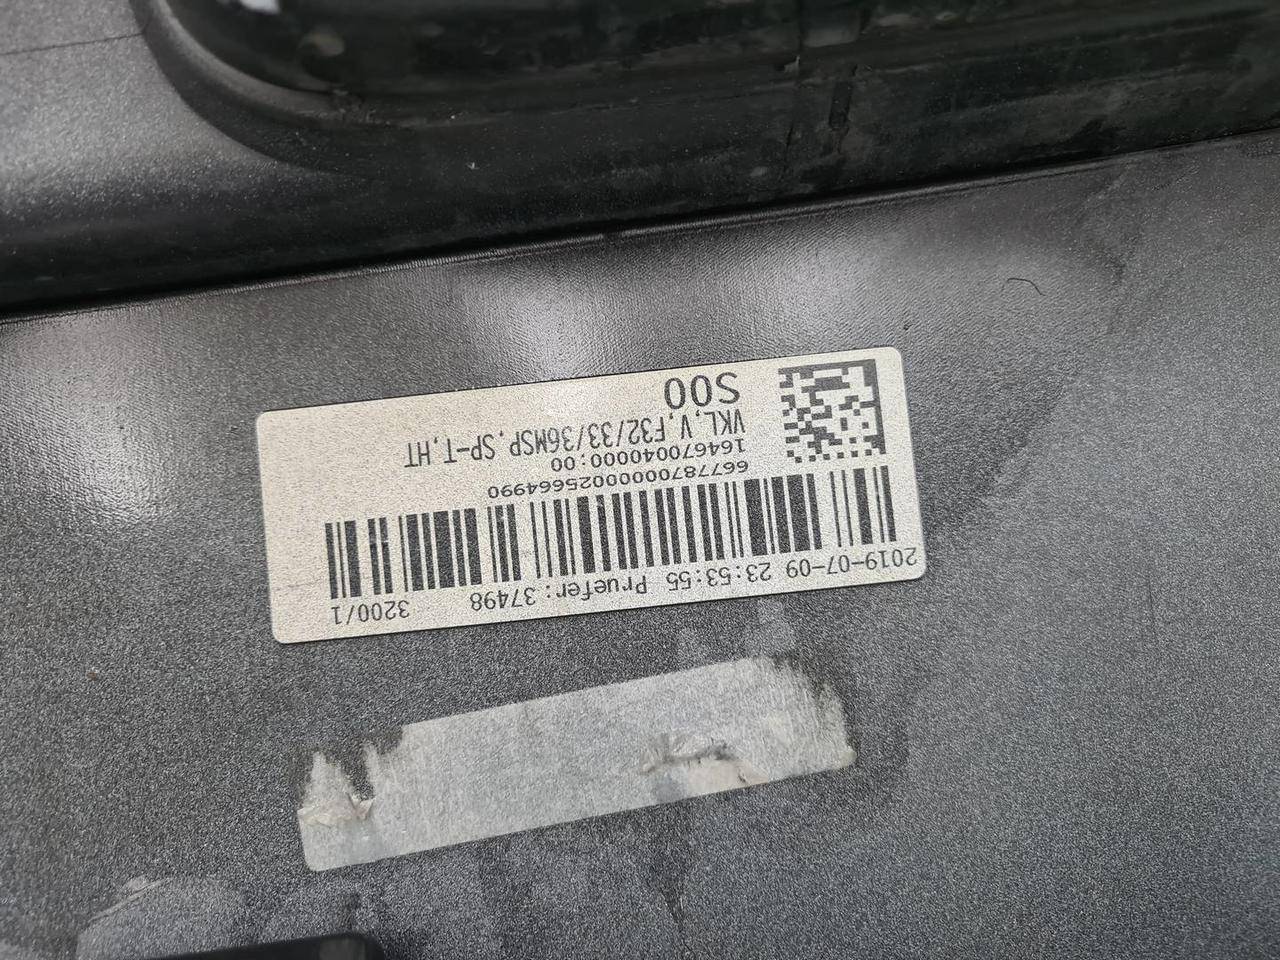 2019-07-09 23:53:55 Pruefer:37498 3200/1
66778700000025664990
164670040000:00
VKL,V,F32/33/36MSP,SP-T,HT
S00